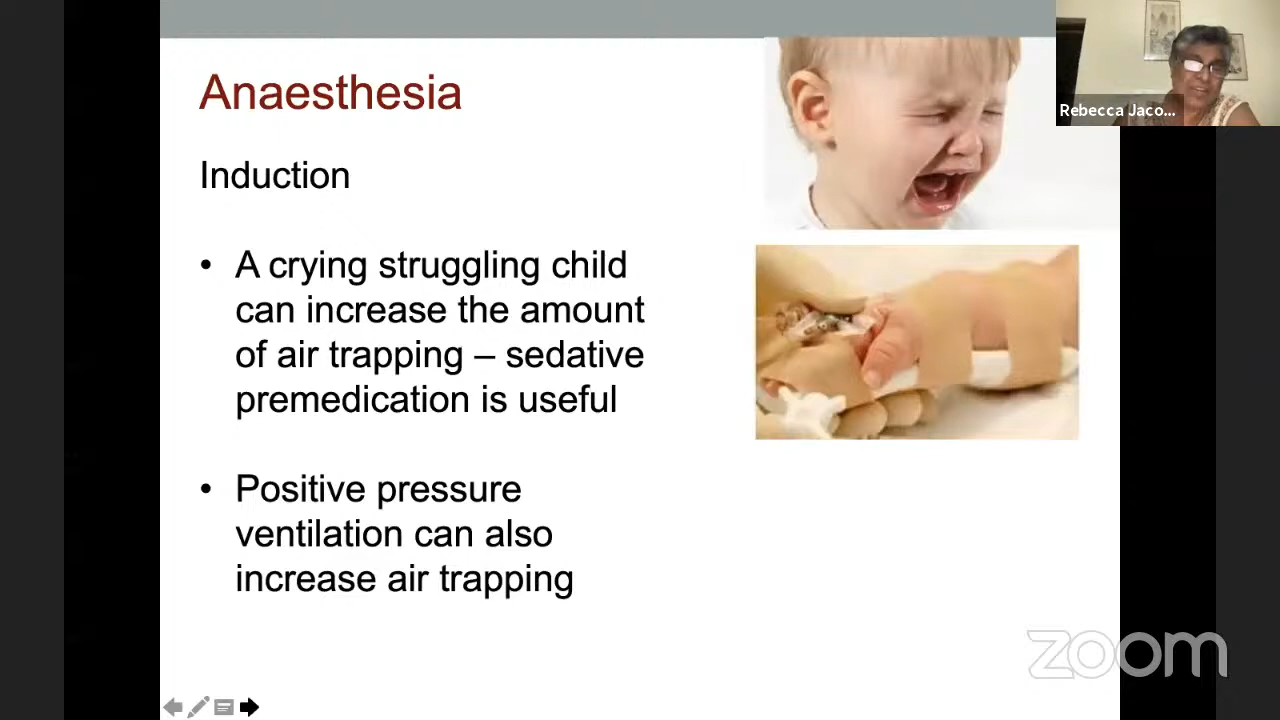 Anaesthesia
Rebecca Jaco...
Induction
• A crying struggling child
can increase the amount
of air trapping – sedative
premedication is useful
• Positive pressure
ventilation can also
increase air trapping
zoom